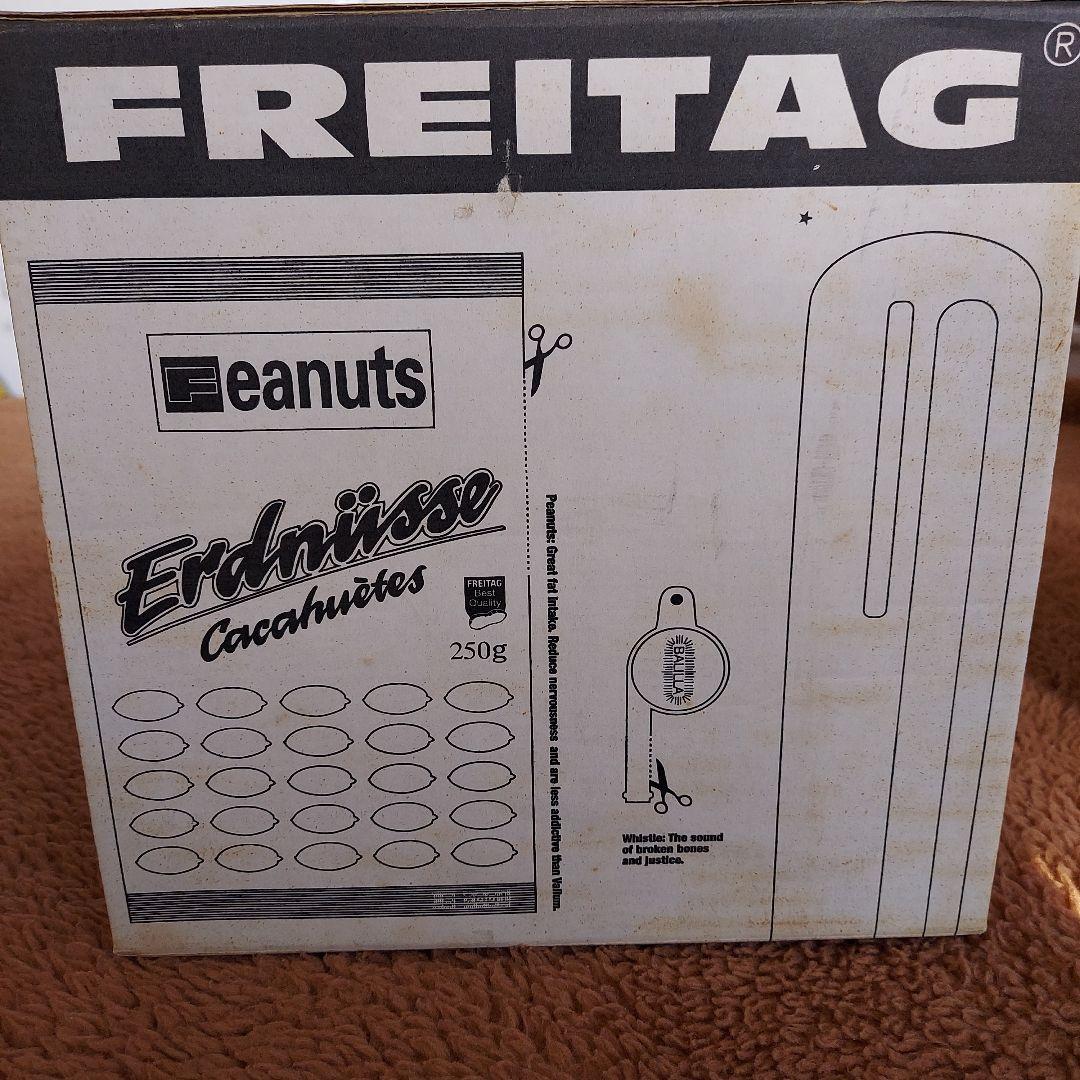 FREITAG ®
Feanuts
Erdnüsse
Cacahuètes
FREITAG
Best
Quality
250g
Peanuts: Great fat intake. Reduce nervousness and are less addictive than Valium.
BALILLA
Whistle: The sound
of broken bones
and justice.